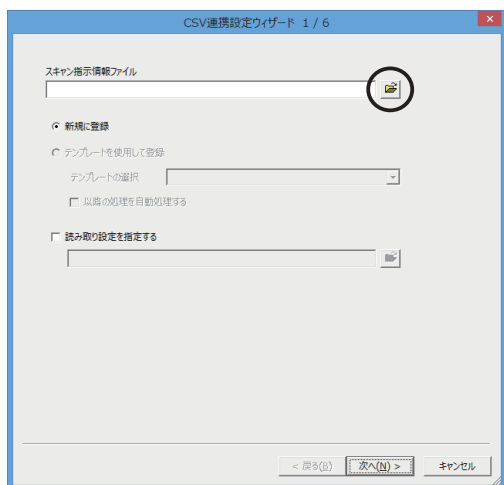 CSV連携設定ウィザード 1 / 6
スキャン指示情報ファイル
新規に登録
テンプレートを使用して登録
テンプレートの選択
以降の処理を自動処理する
読み取り設定を指定する
< 戻る(B) 次へ(N) > キャンセル